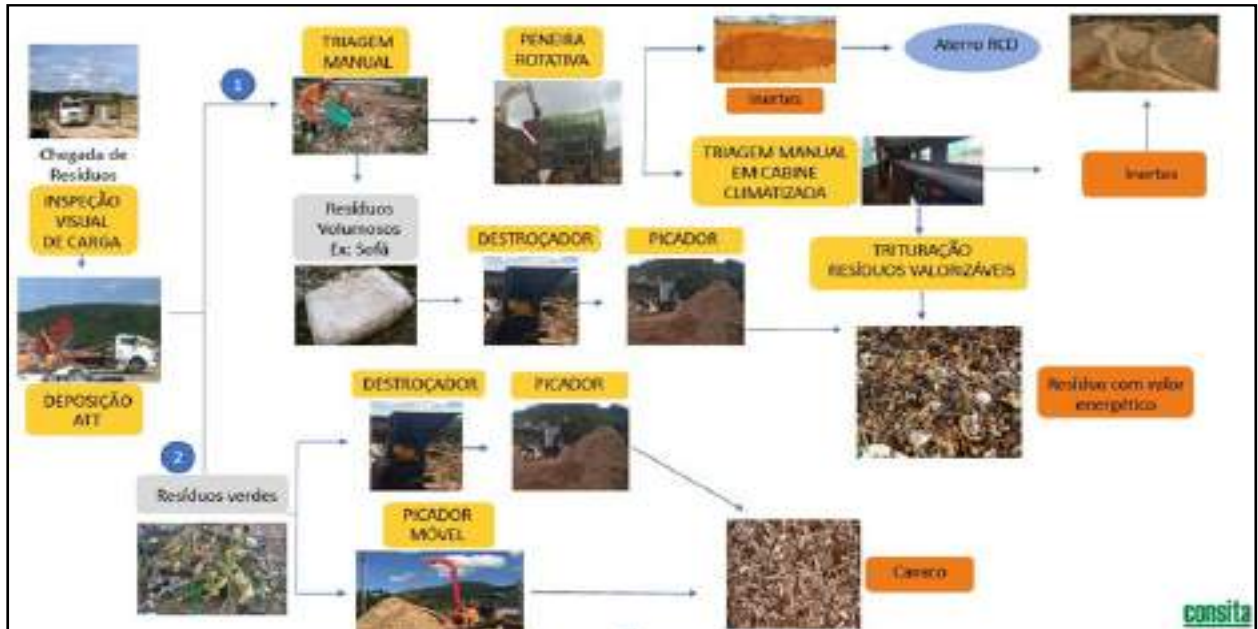 Chegada de
Resíduos
INSPEÇÃO
VISUAL
DE CARGA
DEPOSIÇÃO
ATT
1
TRIAGEM
MANUAL
PENEIRA
ROTATIVA
Inertes
Aterro RCD
TRIAGEM MANUAL
EM CABINE
CLIMATIZADA
Inertes
Resíduos
Volumosos
Ex: Sofá
DESTROÇADOR
PICADOR
TRITURAÇÃO
RESÍDUOS VALORIZÁVEIS
Resíduo com valor
energético
2
Resíduos verdes
DESTROÇADOR
PICADOR
PICADOR
MÓVEL
Cavaco
consita